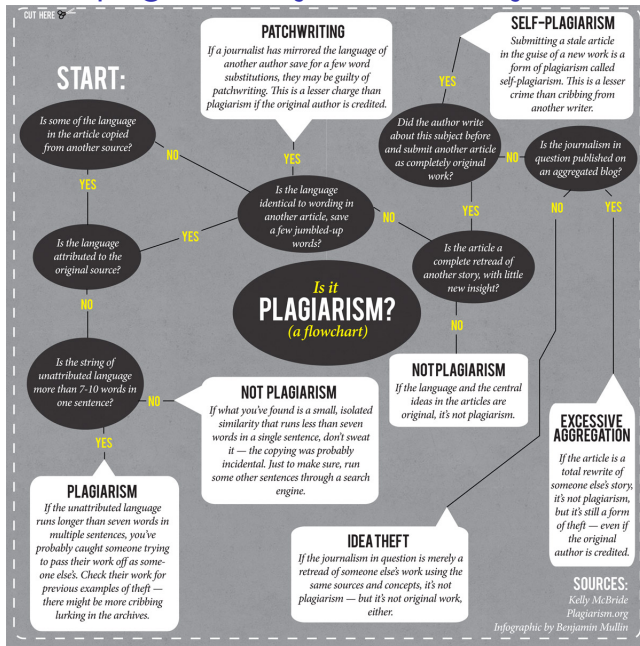 CUT HERE
START:
Is some of the language
in the article copied
from another source?
NO
YES
Is the language
attributed to the
original source?
YES
NO
Is the string of
unattributed language
more than 7-10 words in
one sentence?
NO
YES
PLAGIARISM
If the unattributed language
runs longer than seven words in
multiple sentences, you've
probably caught someone trying
to pass their work off as some-
one else's. Check their work for
previous examples of theft —
there might be more cribbing
lurking in the archives.
NOT PLAGIARISM
If what you've found is a small, isolated
similarity that runs less than seven
words in a single sentence, don't sweat
it — the copying was probably
incidental. Just to make sure, run
some other sentences through a search
engine.
PATCHWRITING
If a journalist has mirrored the language of
another author save for a few word
substitutions, they may be guilty of
patchwriting. This is a lesser charge than
plagiarism if the original author is credited.
YES
Is the language
identical to wording in
another article, save
a few jumbled-up
words?
NO
Is it
PLAGIARISM?
(a flowchart)
SELF-PLAGIARISM
Submitting a stale article
in the guise of a new work is a
form of plagiarism called
self-plagiarism. This is a lesser
crime than cribbing from
another writer.
YES
Did the author write
about this subject before
and submit another article
as completely original
work?
NO
YES
Is the article a
complete retread of
another story, with little
new insight?
NO
NOT PLAGIARISM
If the language and the central
ideas in the articles are
original, it's not plagiarism.
Is the journalism in
question published on
an aggregated blog?
NO
YES
IDEA THEFT
If the journalism in question is merely a
retread of someone else's work using the
same sources and concepts, it's not
plagiarism — but it's not original work,
either.
EXCESSIVE
AGGREGATION
If the article is a
total rewrite of
someone else's story,
it's not plagiarism,
but it's still a form
of theft — even if
the original
author is credited.
SOURCES:
Kelly McBride
Plagiarism.org
Infographic by Benjamin Mullin